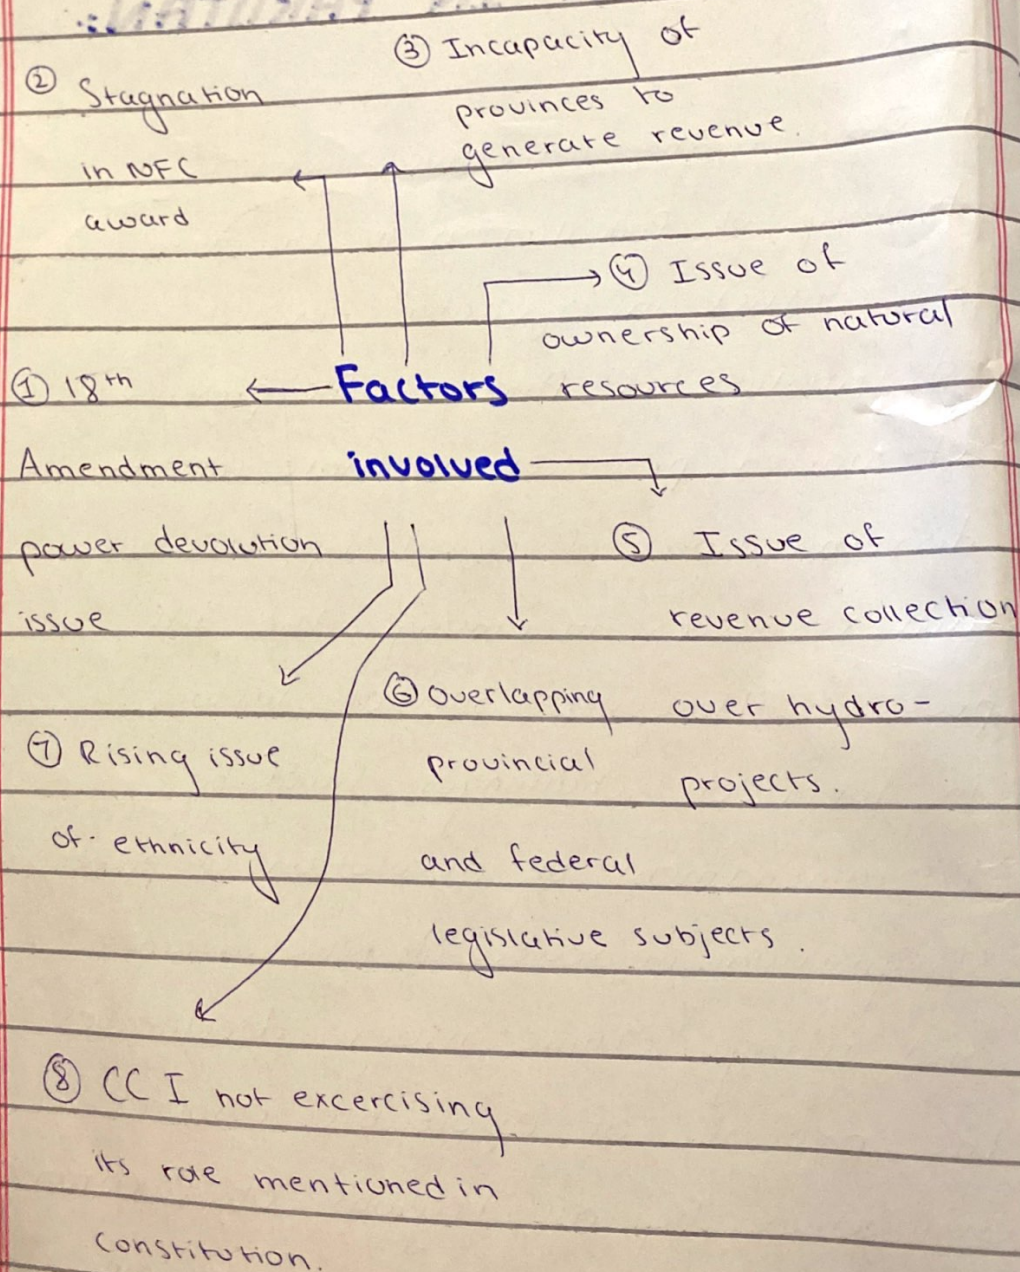 ② Stagnation
in NFC
award
③ Incapacity of
provinces to
generate revenue.
④ Issue of
ownership of natural
resources
Factors
involved
① 18th
Amendment
power devolution
issue
⑤ Issue of
revenue collection
over hydro-
projects.
⑥ Overlapping
provincial
and federal
legislative subjects.
⑦ Rising issue
of ethnicity
⑧ CCI not excercising
its role mentioned in
constitution.